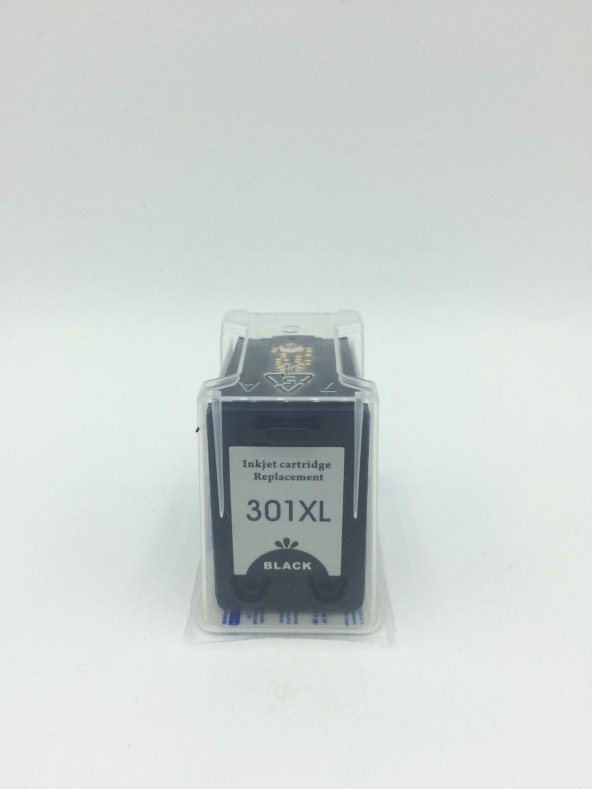 Inkjet cartridge
Replacement
301XL
BLACK